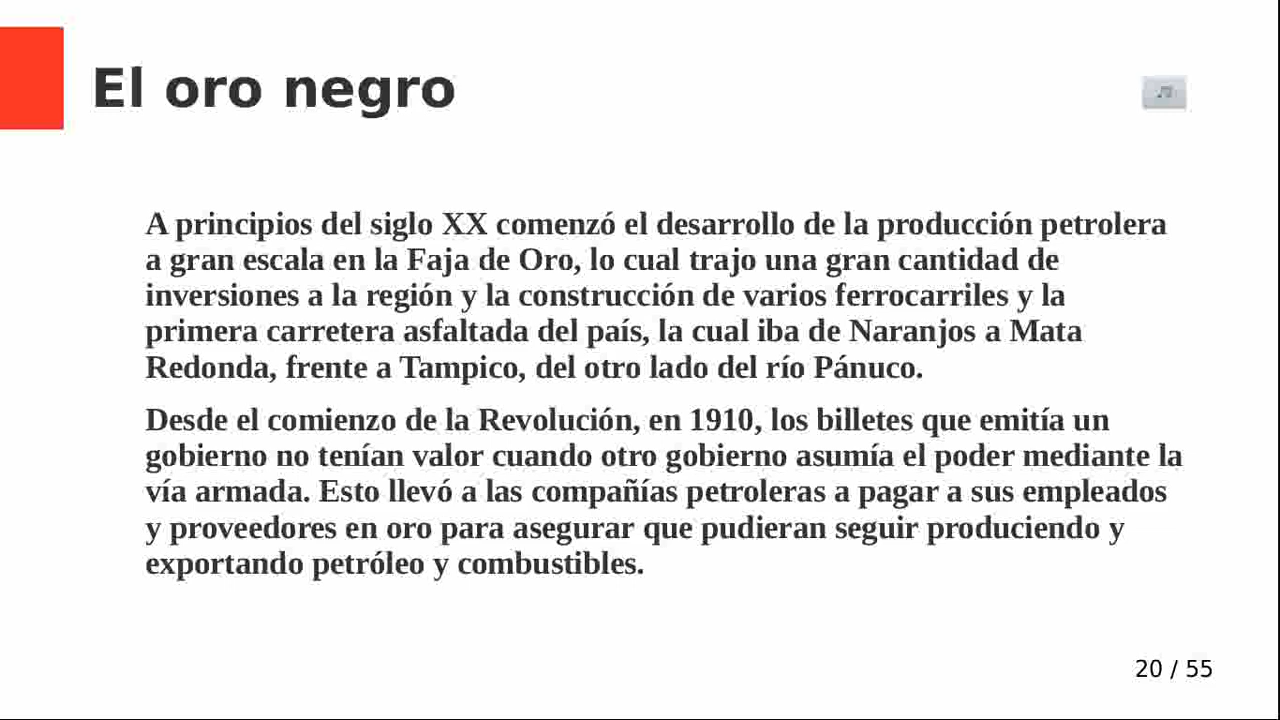 El oro negro
A principios del siglo XX comenzó el desarrollo de la producción petrolera
a gran escala en la Faja de Oro, lo cual trajo una gran cantidad de
inversiones a la región y la construcción de varios ferrocarriles y la
primera carretera asfaltada del país, la cual iba de Naranjos a Mata
Redonda, frente a Tampico, del otro lado del río Pánuco.
Desde el comienzo de la Revolución, en 1910, los billetes que emitía un
gobierno no tenían valor cuando otro gobierno asumía el poder mediante la
vía armada. Esto llevó a las compañías petroleras a pagar a sus empleados
y proveedores en oro para asegurar que pudieran seguir produciendo y
exportando petróleo y combustibles.
20 / 55